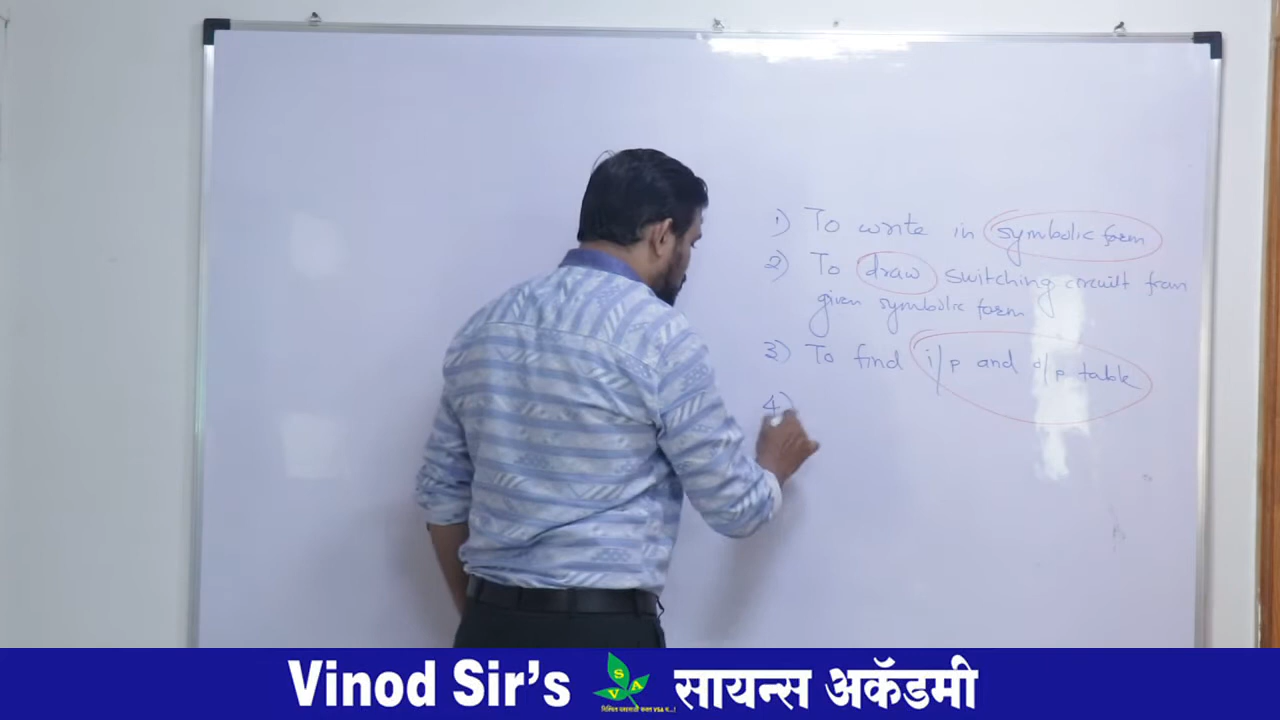 1) To write in symbolic form
2) To draw switching circuit from
given symbolic form
3) To find i/p and o/p table
4)
Vinod Sir's VSA सायन्स अकॅडमी